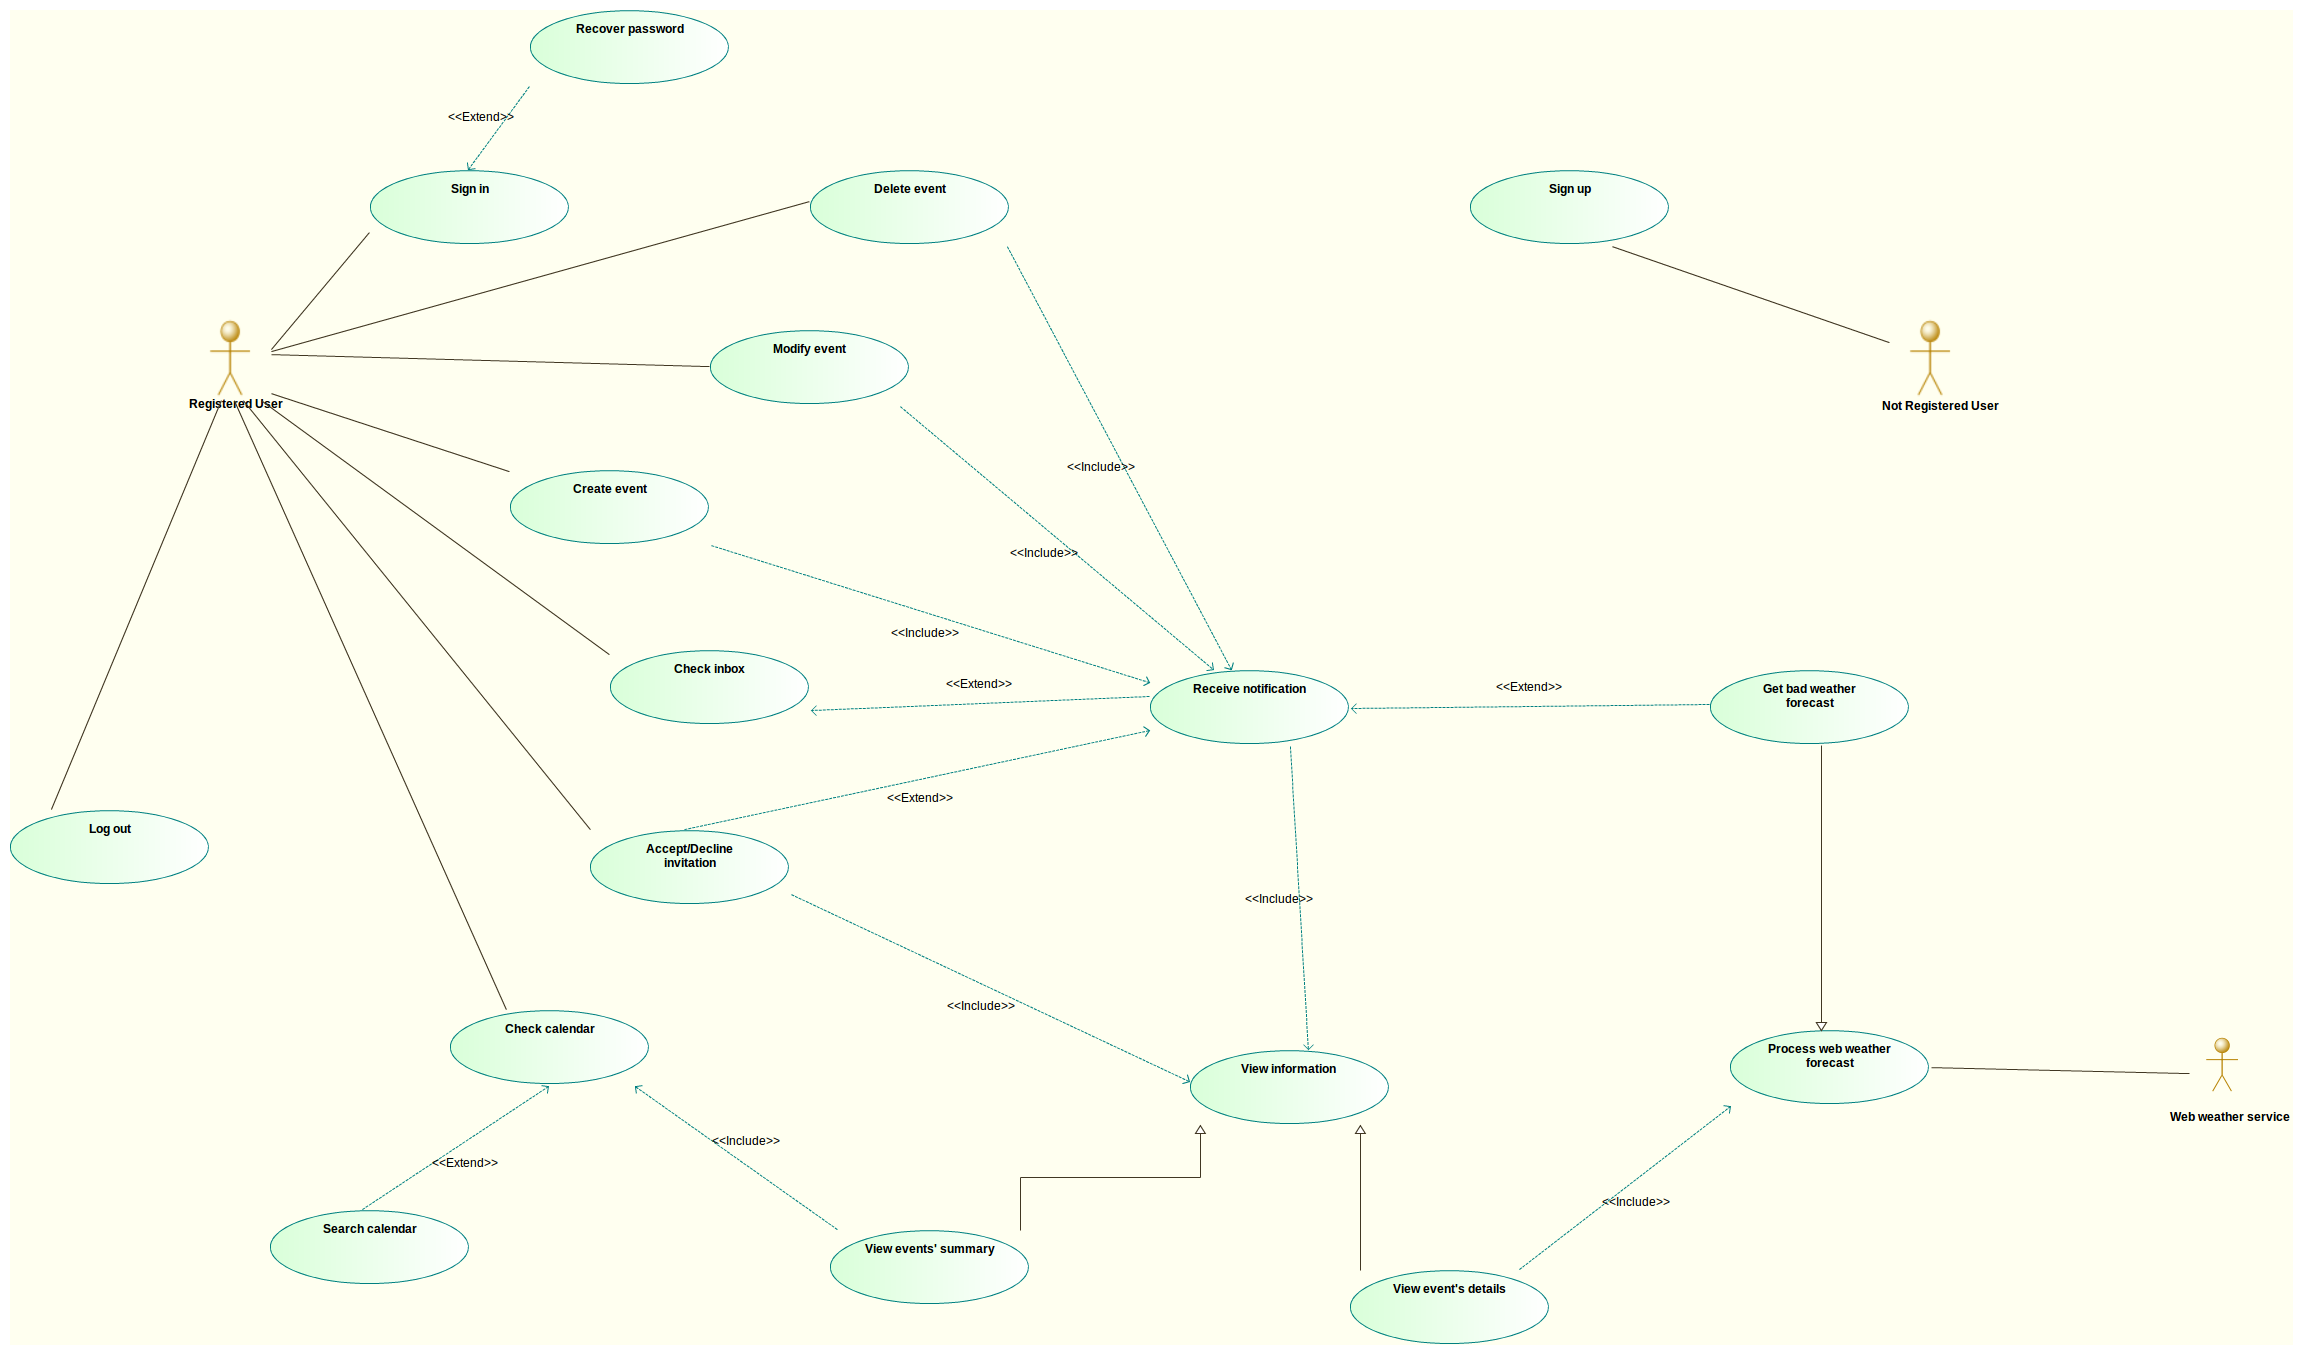 Recover password
<<Extend>>
Sign in
Delete event
Sign up
Modify event
Registered User
Not Registered User
<<Include>>
Create event
<<Include>>
<<Include>>
Check inbox
<<Extend>>
Receive notification
<<Extend>>
Get bad weather
forecast
<<Extend>>
Log out
Accept/Decline
invitation
<<Include>>
<<Include>>
Check calendar
View information
Process web weather
forecast
Web weather service
<<Include>>
<<Extend>>
<<Include>>
Search calendar
View events' summary
View event's details